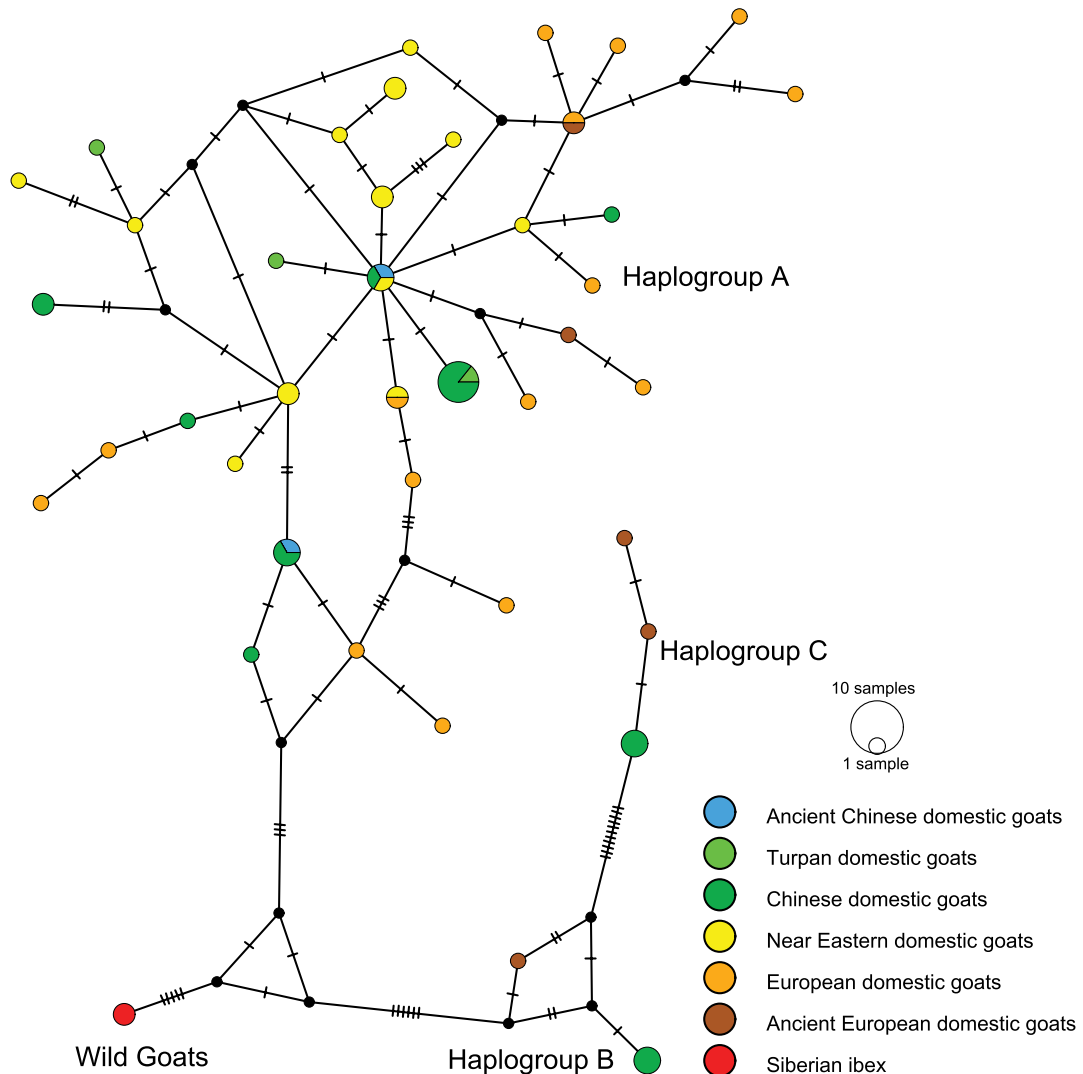 Haplogroup A
Haplogroup C
10 samples
1 sample
Ancient Chinese domestic goats
Turpan domestic goats
Chinese domestic goats
Near Eastern domestic goats
European domestic goats
Ancient European domestic goats
Siberian ibex
Wild Goats
Haplogroup B